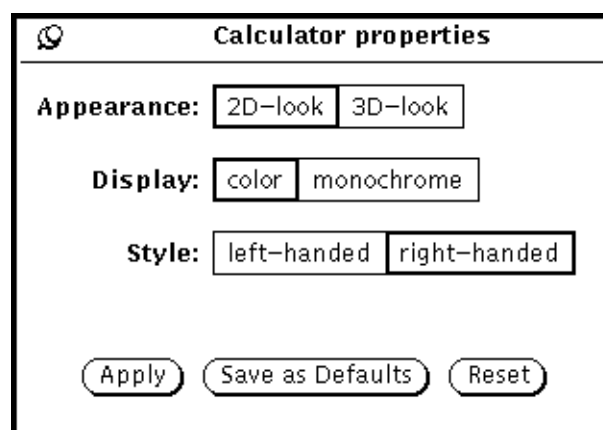 Calculator properties
Appearance: 2D-look 3D-look
Display: color monochrome
Style: left-handed right-handed
Apply Save as Defaults Reset